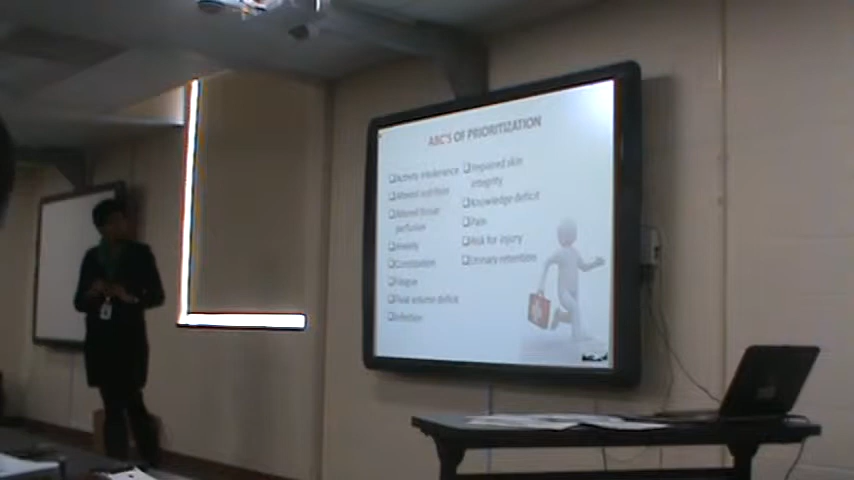 ABC'S OF PRIORITIZATION
❑Activity intolerance
❑Altered nutrition
❑Altered tissue
perfusion
❑Anxiety
❑Constipation
❑Fatigue
❑Fluid volume deficit
❑Infection
❑Impaired skin
integrity
❑Knowledge deficit
❑Pain
❑Risk for injury
❑Urinary retention